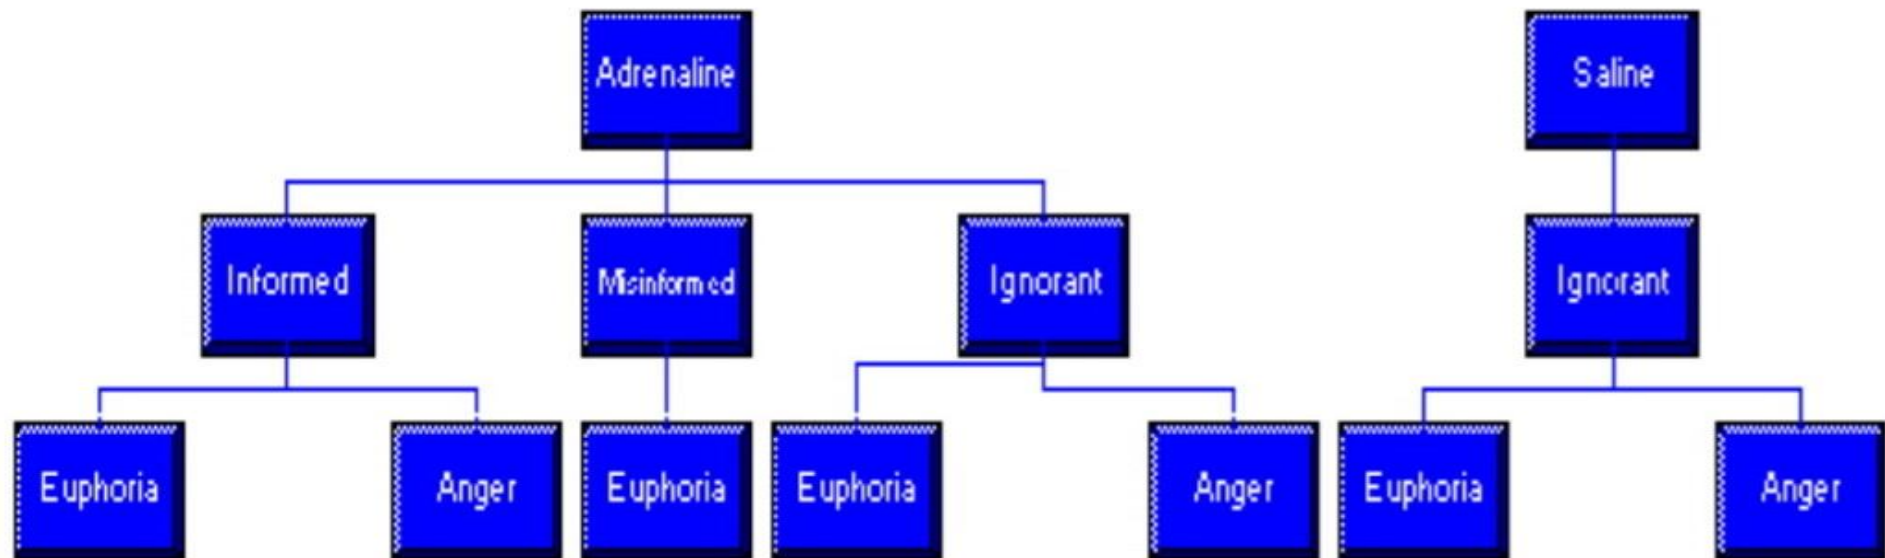 Adrenaline
Saline
Informed
Misinformed
Ignorant
Ignorant
Euphoria
Anger
Euphoria
Euphoria
Anger
Euphoria
Anger